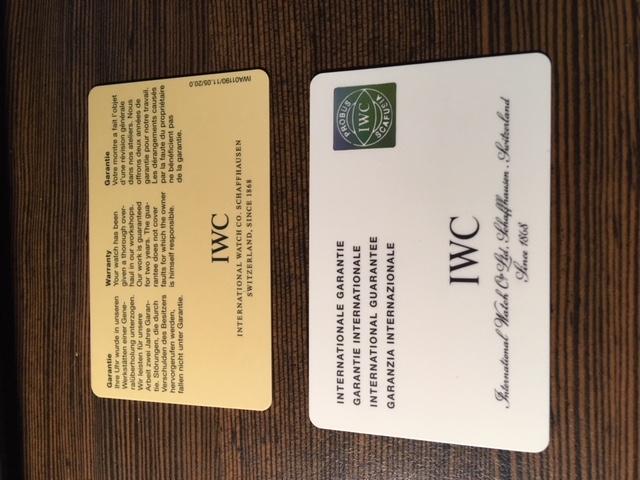 Garantie
Ihre Uhr wurde in unseren
Werkstätten einer Gene-
ralüberholung unterzogen.
Wir leisten für unsere
Arbeit zwei Jahre Garan-
tie. Störungen, die durch
Verschulden des Besitzers
hervorgerufen werden,
fallen nicht unter Garantie.
Warranty
Your watch has been
given a thorough over-
haul in our workshops.
Our work is guaranteed
for two years. The gua-
rantee does not cover
faults for which the owner
is himself responsible.
Garantie
Votre montre a fait l'objet
d'une révision générale
dans nos ateliers. Nous
offrons deux années de
garantie pour notre travail.
Les dérangements causés
par la faute du propriétaire
ne bénéficient pas
de la garantie.
IWC
INTERNATIONAL WATCH CO. SCHAFFHAUSEN
SWITZERLAND, SINCE 1868
IWA01190/11.05/20.0
PROBUS
IWC
SCAFUSIA
INTERNATIONALE GARANTIE
GARANTIE INTERNATIONALE
INTERNATIONAL GUARANTEE
GARANZIA INTERNAZIONALE
IWC
International Watch Co Ltd, Schaffhausen, Switzerland
Since 1868